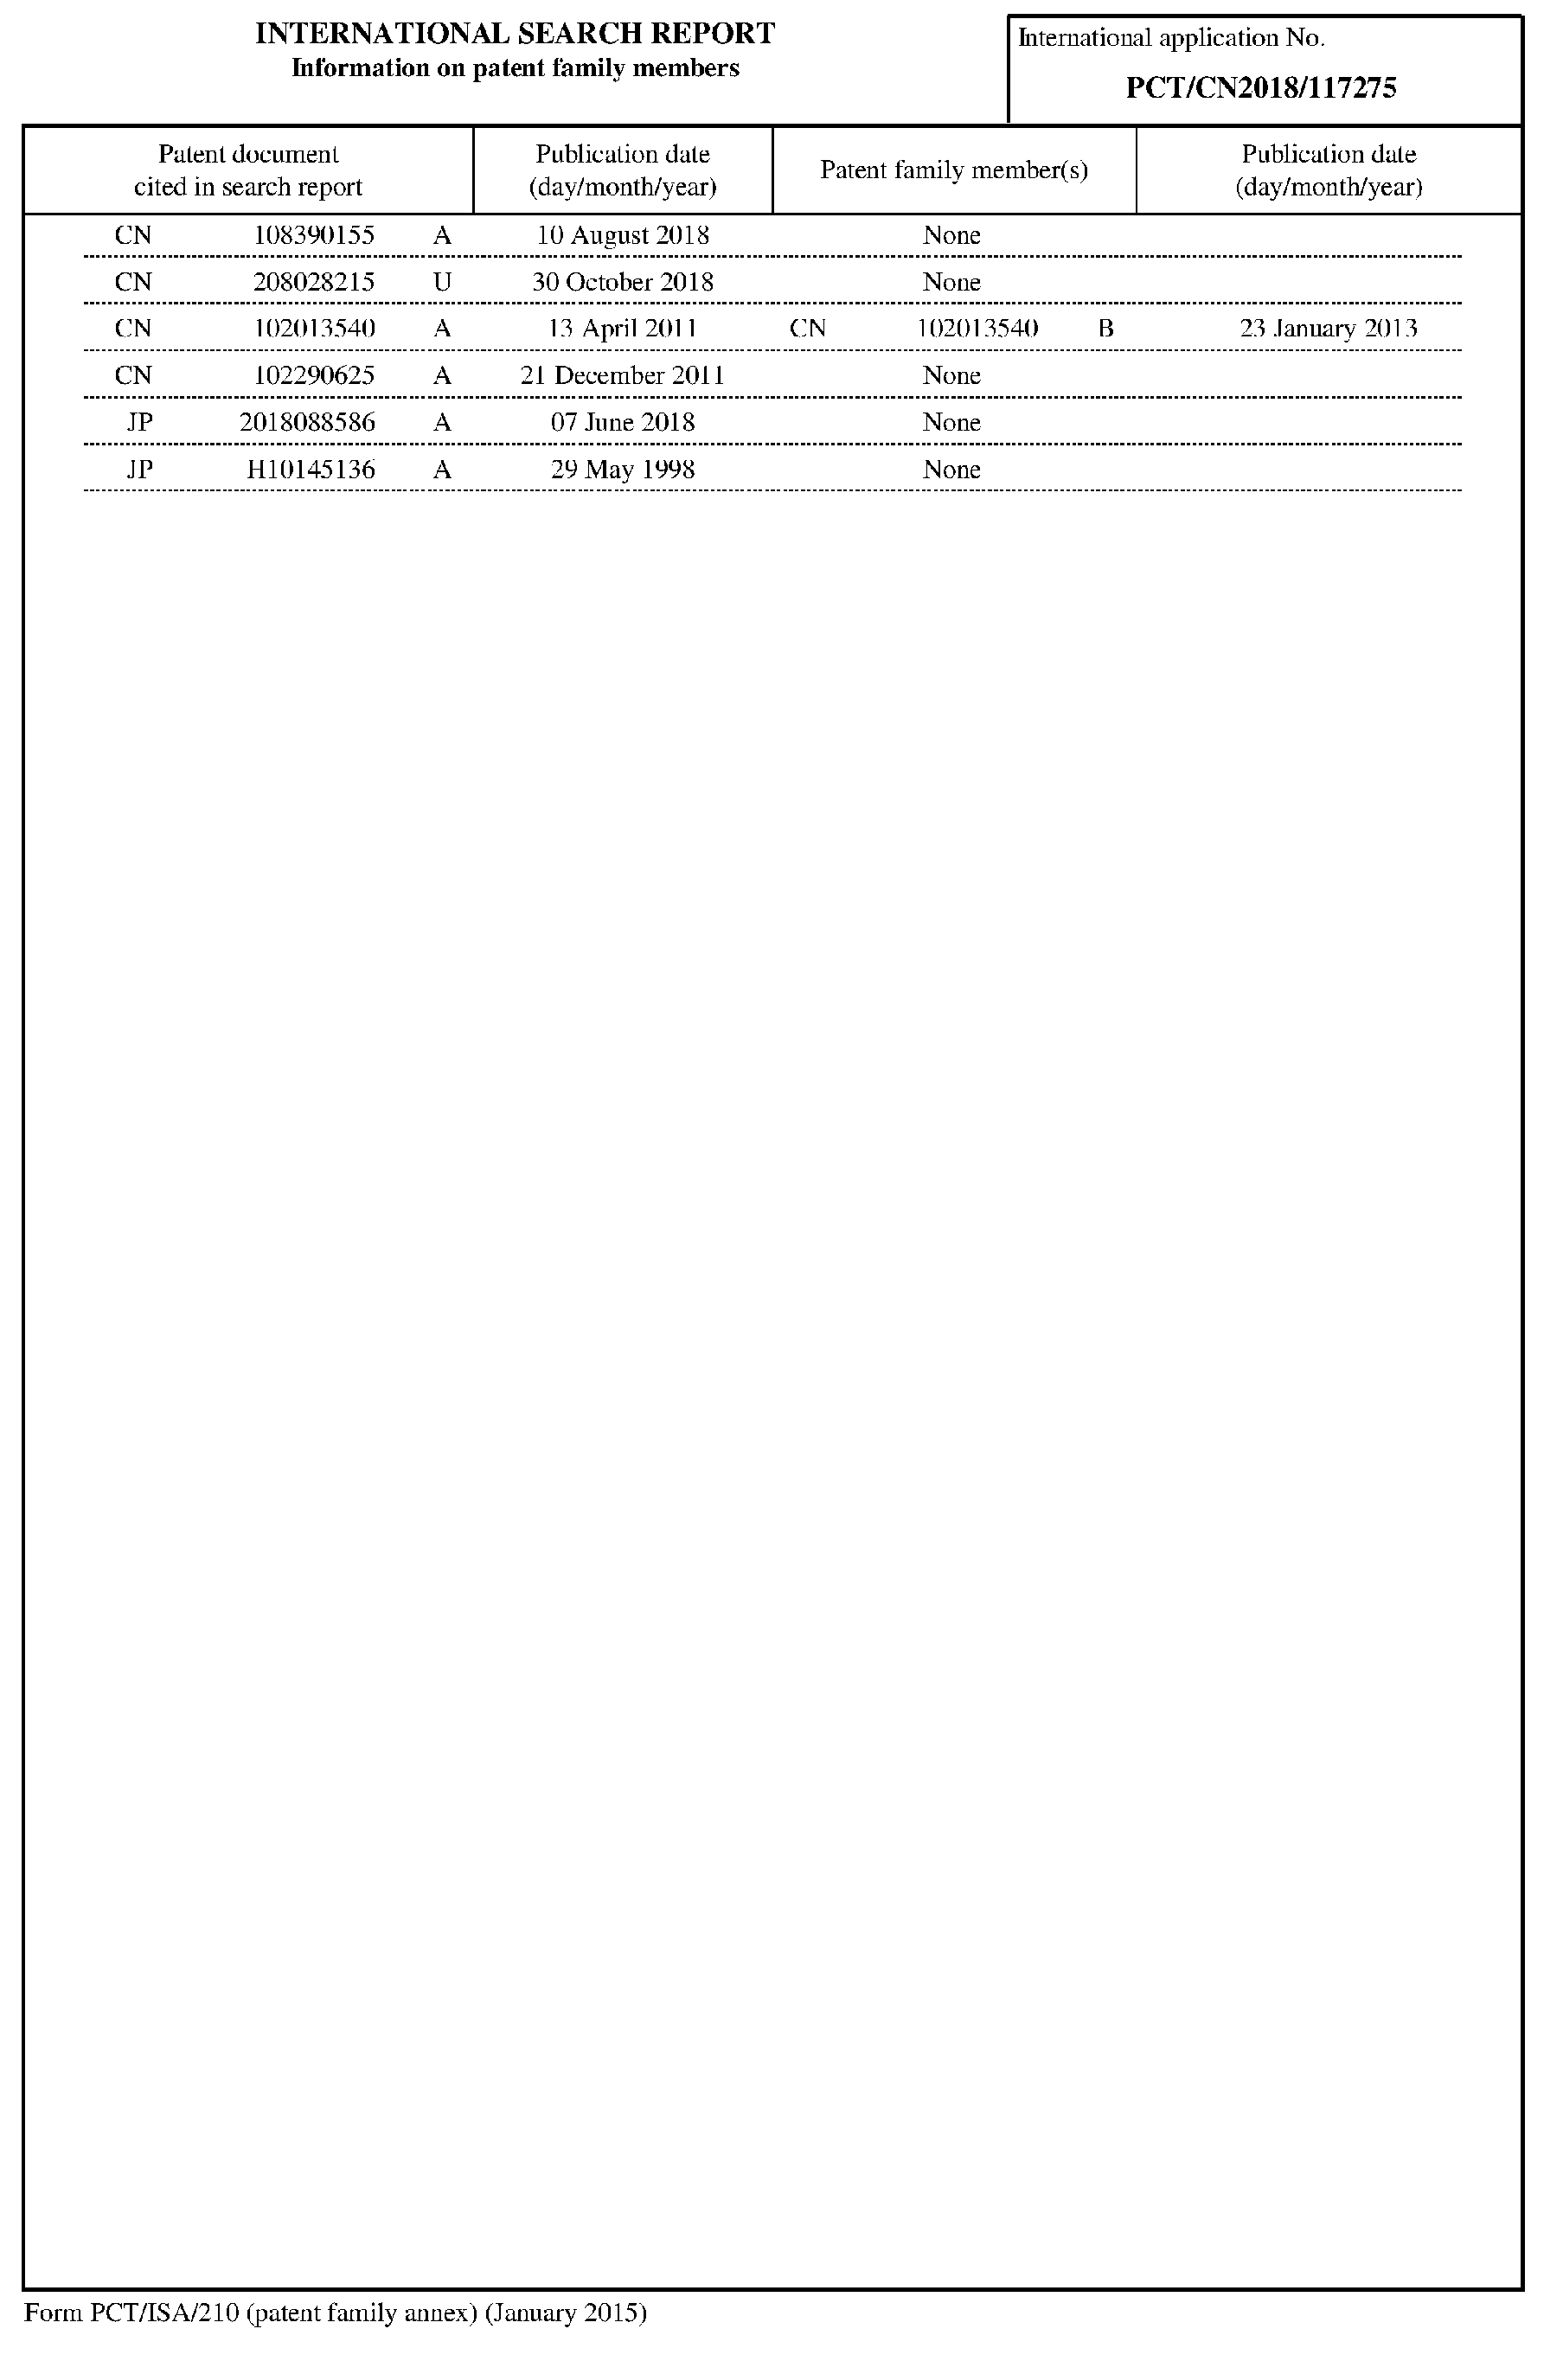 INTERNATIONAL SEARCH REPORT
Information on patent family members
International application No.
PCT/CN2018/117275
Patent document
cited in search report
Publication date
(day/month/year)
Patent family member(s)
Publication date
(day/month/year)
CN 108390155 A 10 August 2018 None
CN 208028215 U 30 October 2018 None
CN 102013540 A 13 April 2011 CN 102013540 B 23 January 2013
CN 102290625 A 21 December 2011 None
JP 2018088586 A 07 June 2018 None
JP H10145136 A 29 May 1998 None
Form PCT/ISA/210 (patent family annex) (January 2015)